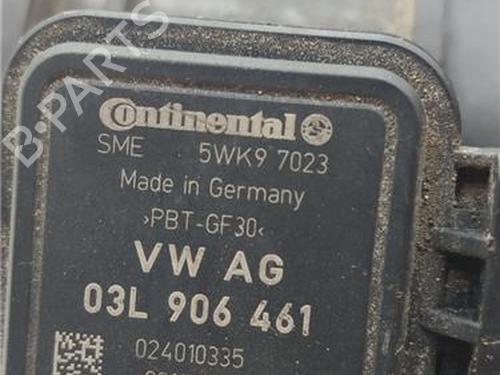 B·PARTS
Continental
SME 5WK9 7023
Made in Germany
›PBT-GF30‹
VW AG
03L 906 461
024010335